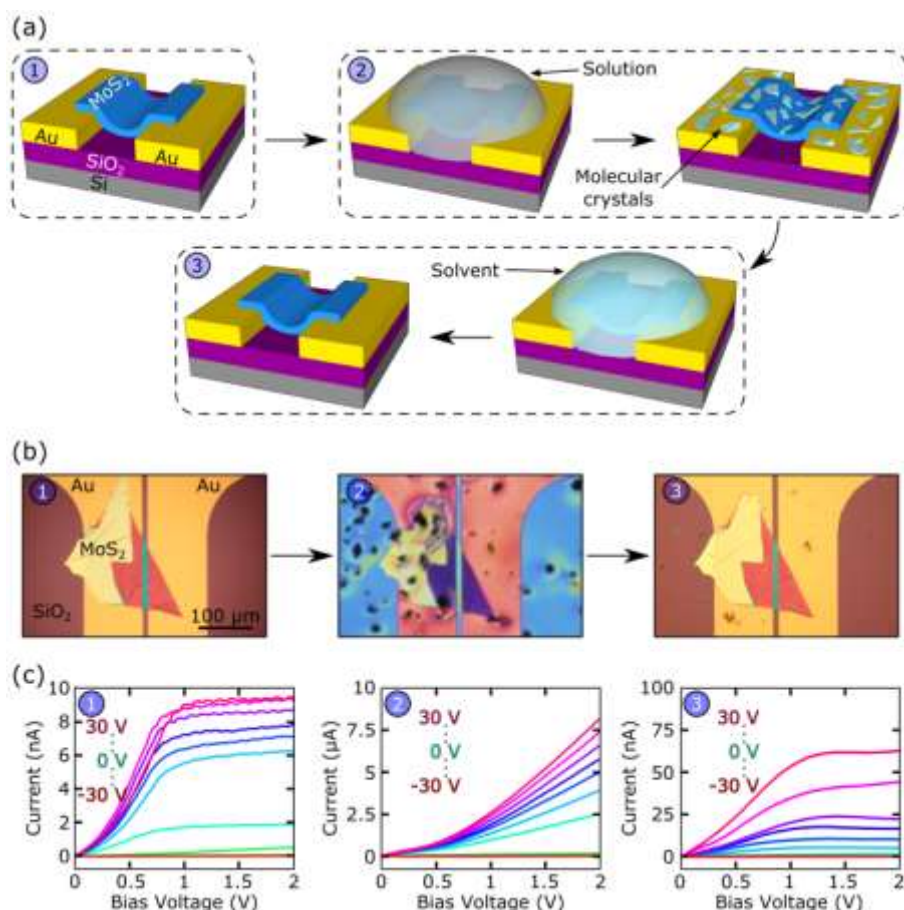 (a)
1
MoS₂
Au
Au
SiO₂
Si
2
Solution
Molecular
crystals
3
Solvent
(b)
1
Au
Au
MoS₂
SiO₂
100 μm
2
3
(c)
1
30 V
0 V
-30 V
Current (nA)
10
8
6
4
2
0
0
0.5
1
1.5
2
Bias Voltage (V)
2
30 V
0 V
-30 V
Current (μA)
10
7.5
5
2.5
0
0
0.5
1
1.5
2
Bias Voltage (V)
3
30 V
0 V
-30 V
Current (nA)
100
75
50
25
0
0
0.5
1
1.5
2
Bias Voltage (V)